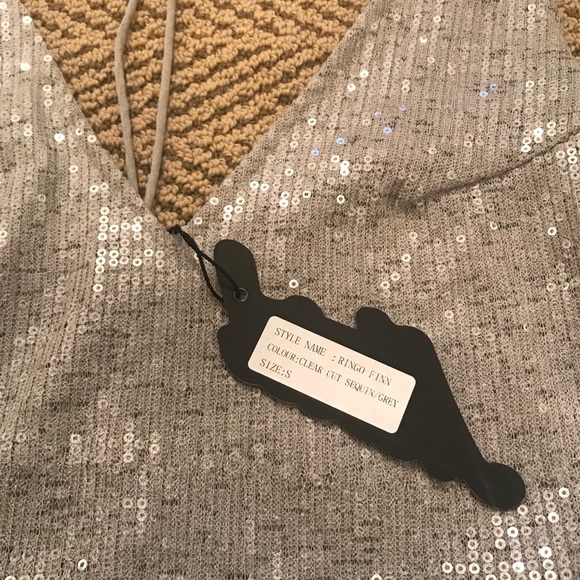 STYLE NAME :RINGO FINN
COLOUR:CLEAR CUT SEQUIN/GREY
SIZE:S